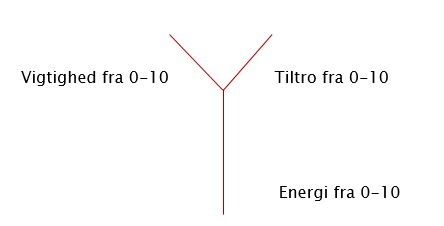 Vigtighed fra 0-10
Tiltro fra 0-10
Energi fra 0-10